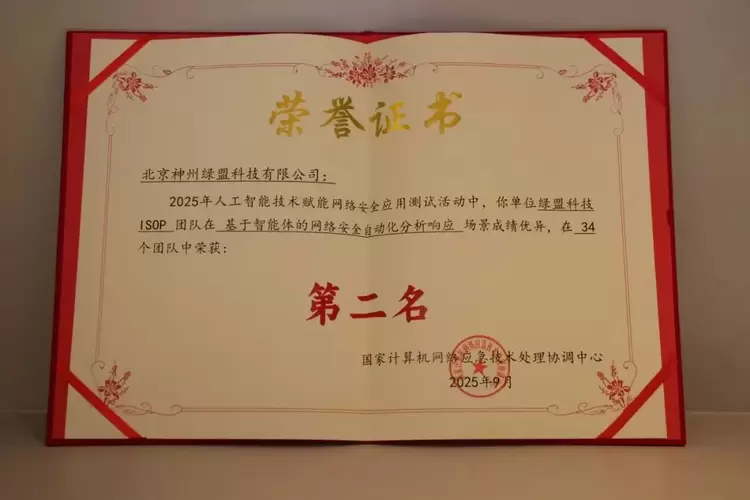 荣誉证书
北京神州绿盟科技有限公司:
2025年人工智能技术赋能网络安全应用测试活动中,你单位绿盟科技
ISOP 团队在 基于智能体的网络安全自动化分析响应 场景成绩优异,在 34
个团队中荣获:
第二名
国家计算机网络应急技术处理协调中心
2025年9月